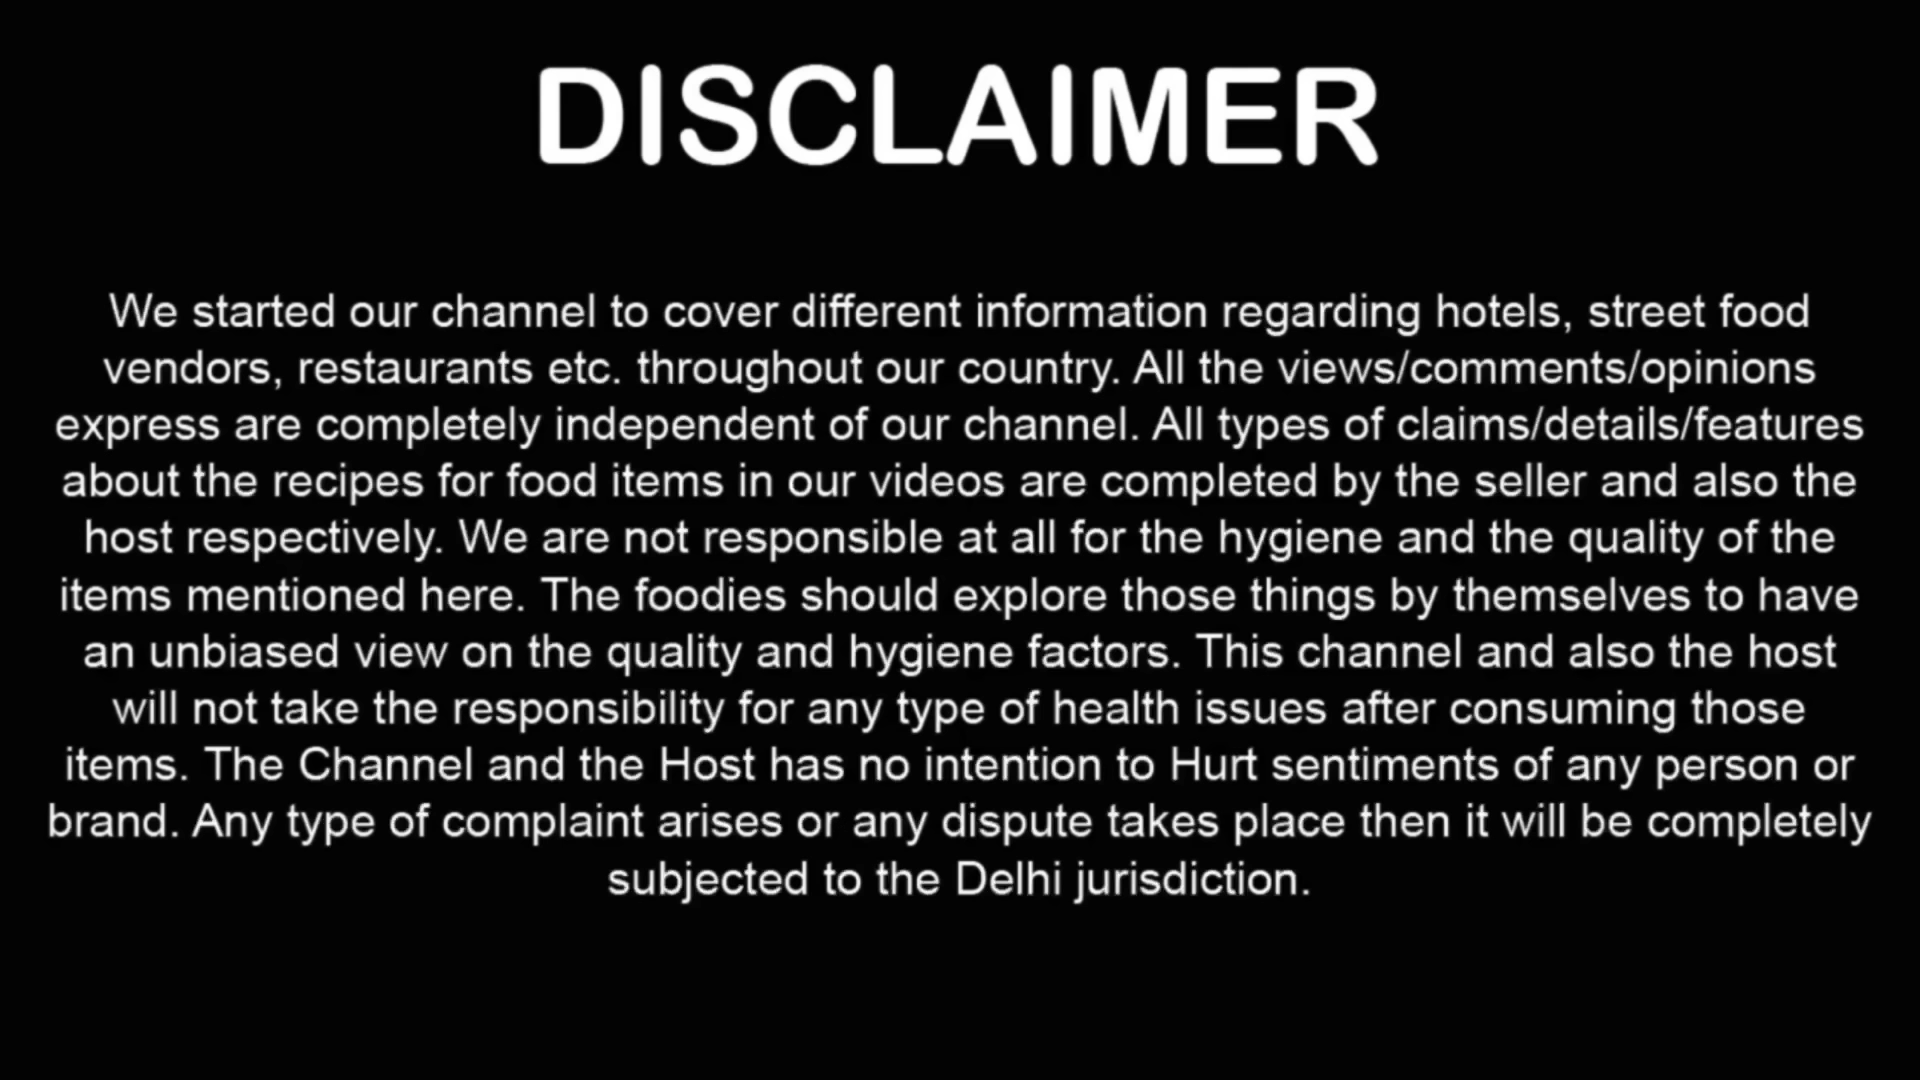 DISCLAIMER
We started our channel to cover different information regarding hotels, street food
vendors, restaurants etc. throughout our country. All the views/comments/opinions
express are completely independent of our channel. All types of claims/details/features
about the recipes for food items in our videos are completed by the seller and also the
host respectively. We are not responsible at all for the hygiene and the quality of the
items mentioned here. The foodies should explore those things by themselves to have
an unbiased view on the quality and hygiene factors. This channel and also the host
will not take the responsibility for any type of health issues after consuming those
items. The Channel and the Host has no intention to Hurt sentiments of any person or
brand. Any type of complaint arises or any dispute takes place then it will be completely
subjected to the Delhi jurisdiction.